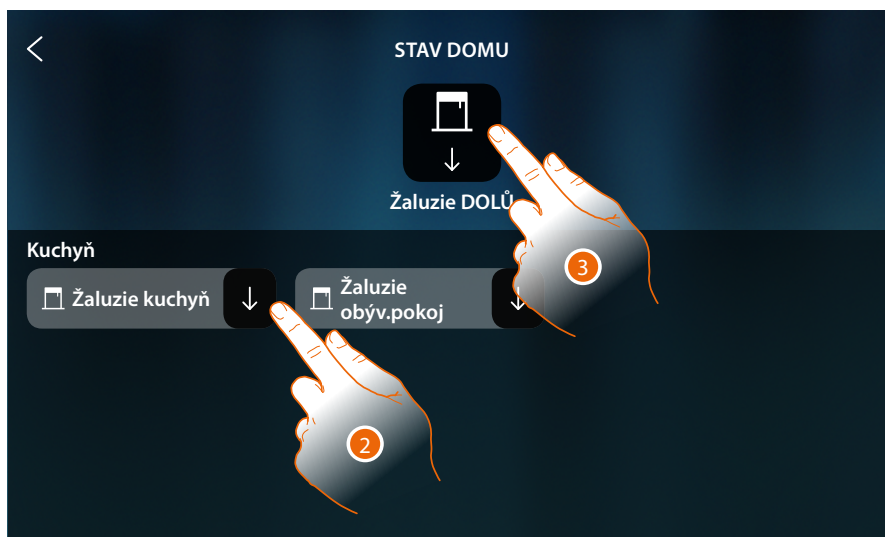 STAV DOMU
Žaluzie DOLŮ
3
Kuchyň
Žaluzie kuchyň
Žaluzie
obýv.pokoj
2